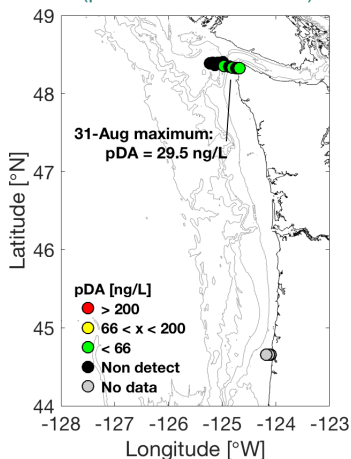 49
48
47
46
45
44
Latitude [°N]
31-Aug maximum:
pDA = 29.5 ng/L
pDA [ng/L]
> 200
66 < x < 200
< 66
Non detect
No data
-128 -127 -126 -125 -124 -123
Longitude [°W]